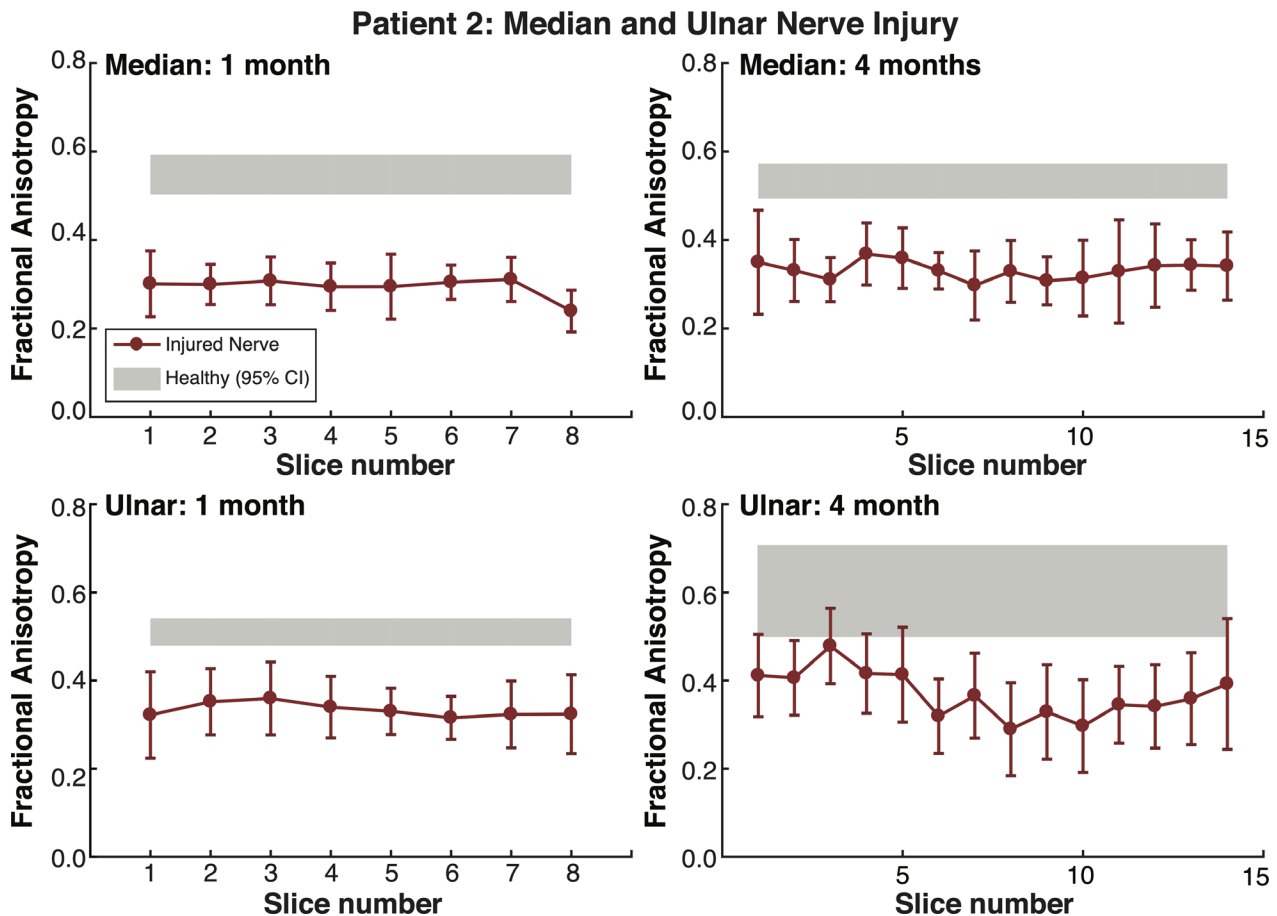 Patient 2: Median and Ulnar Nerve Injury
Median: 1 month
Fractional Anisotropy
0.8
0.6
0.4
0.2
0.0
Injured Nerve
Healthy (95% CI)
1 2 3 4 5 6 7 8
Slice number
Median: 4 months
Fractional Anisotropy
0.8
0.6
0.4
0.2
0.0
5 10 15
Slice number
Ulnar: 1 month
Fractional Anisotropy
0.8
0.6
0.4
0.2
0.0
1 2 3 4 5 6 7 8
Slice number
Ulnar: 4 month
Fractional Anisotropy
0.8
0.6
0.4
0.2
0.0
5 10 15
Slice number